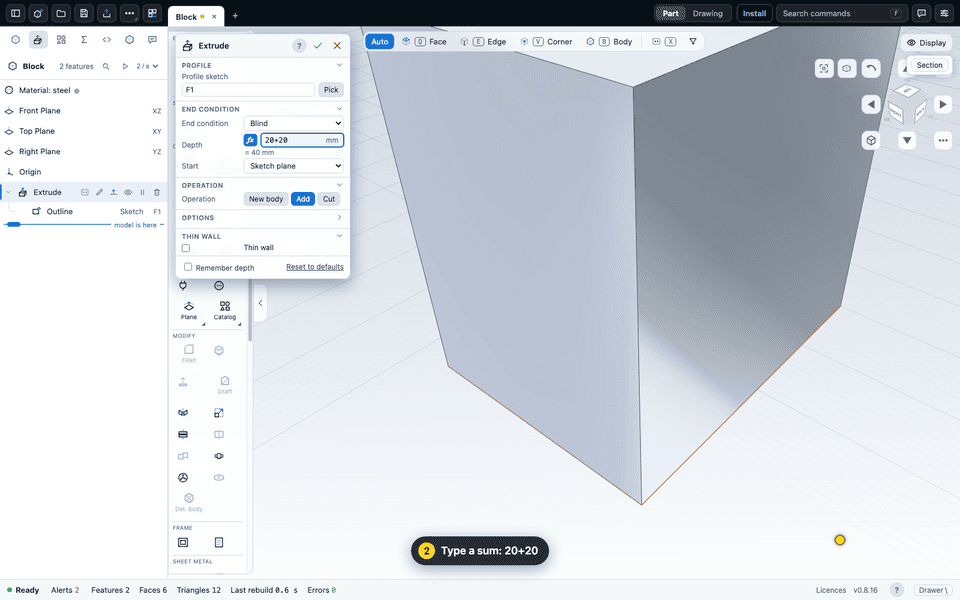 Block
Part
Drawing
Install
Search commands
F
Block
2 features
2 / s
Material: steel
Front Plane XZ
Top Plane XY
Right Plane YZ
Origin
Extrude
Outline Sketch F1
model is here
Extrude
?
PROFILE
Profile sketch
F1 Pick
END CONDITION
End condition Blind
Depth fx 20+20 mm
= 40 mm
Start Sketch plane
OPERATION
Operation New body Add Cut
OPTIONS
THIN WALL
Thin wall
Remember depth Reset to defaults
Plane Catalog
MODIFY
Fillet
Draft
Del. body
FRAME
SHEET METAL
Auto
Q Face
E Edge
V Corner
B Body
X
Display
Section
2 Type a sum: 20+20
Ready Alerts 2 Features 2 Faces 6 Triangles 12 Last rebuild 0.6 s Errors 0
Licences v0.8.16 ? Drawer \